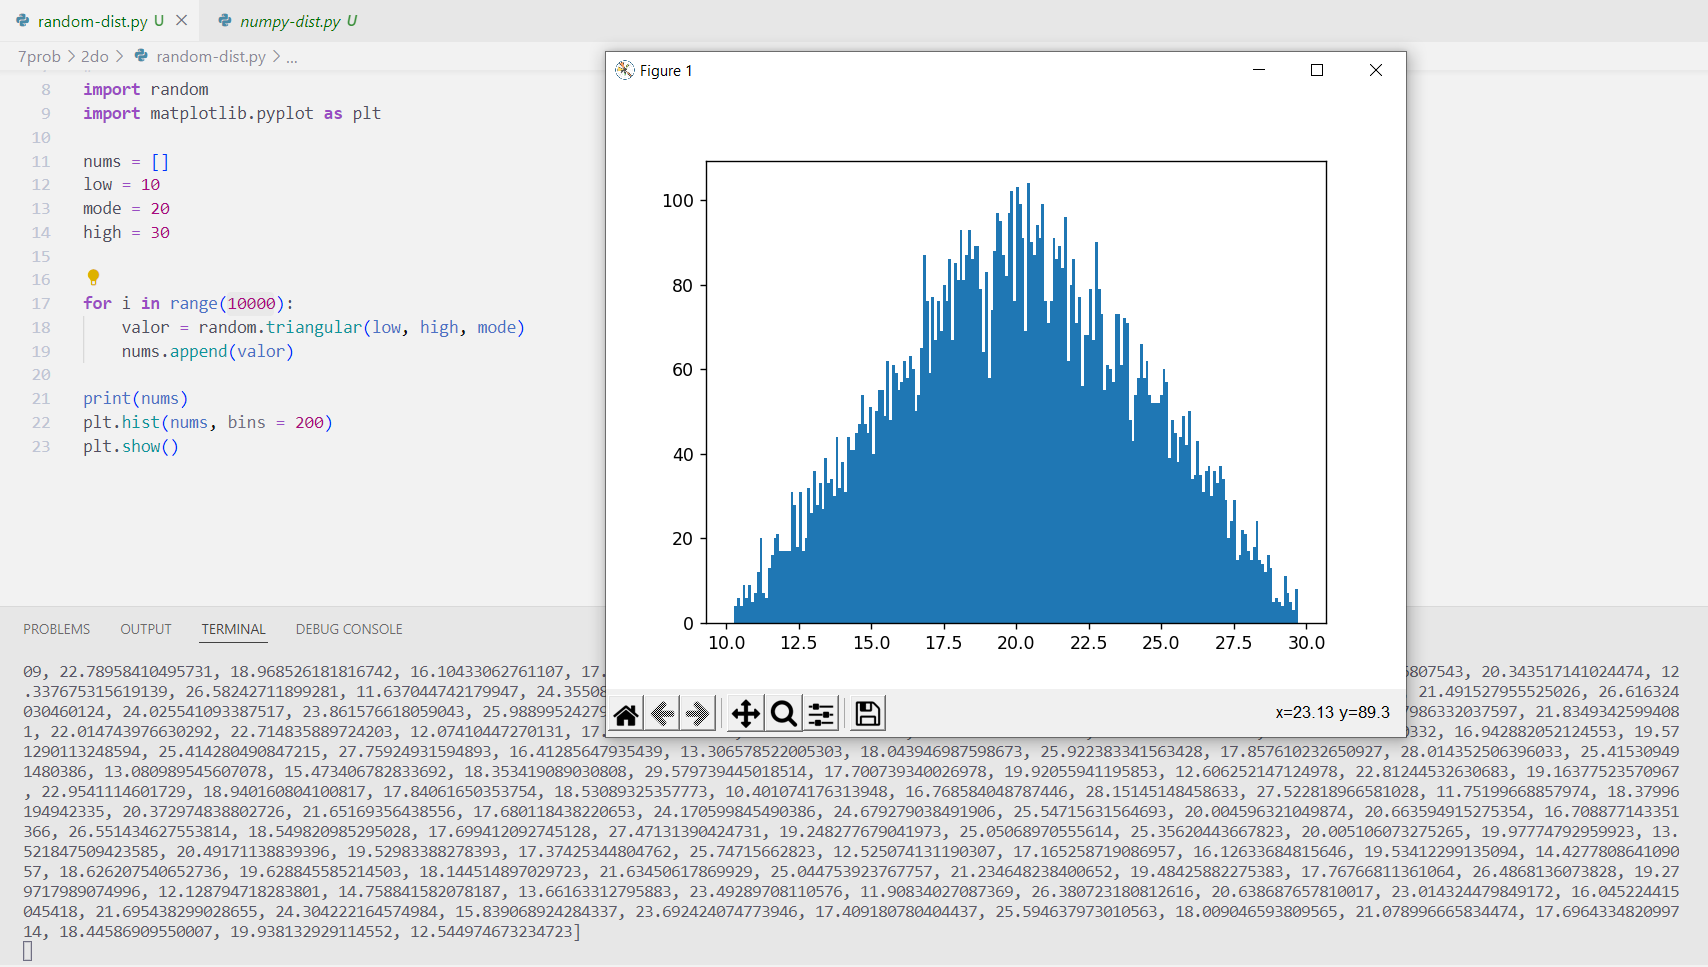 random-dist.py U
numpy-dist.py U
7prob > 2do > random-dist.py > ...
Figure 1
8 import random
9 import matplotlib.pyplot as plt
10
11 nums = []
12 low = 10
13 mode = 20
14 high = 30
15
16
17 for i in range(10000):
18 valor = random.triangular(low, high, mode)
19 nums.append(valor)
20
21 print(nums)
22 plt.hist(nums, bins = 200)
23 plt.show()
100
80
60
40
20
0
10.0 12.5 15.0 17.5 20.0 22.5 25.0 27.5 30.0
x=23.13 y=89.3
PROBLEMS OUTPUT TERMINAL DEBUG CONSOLE
09, 22.78958410495731, 18.968526181816742, 16.10433062761107, 17. 6807543, 20.343517141024474, 12
.337675315619139, 26.58242711899281, 11.637044742179947, 24.35508 21.491527955525026, 26.616324
030460124, 24.025541093387517, 23.861576618059043, 25.98899524279 7986332037597, 21.8349342599408
1, 22.014743976630292, 22.714835889724203, 12.07410447270131, 17. 0332, 16.942882052124553, 19.57
1290113248594, 25.414280490847215, 27.75924931594893, 16.41285647935439, 13.306578522005303, 18.043946987598673, 25.922383341563428, 17.857610232650927, 28.014352506396033, 25.41530949
1480386, 13.080989545607078, 15.473406782833692, 18.353419089030808, 29.579739445018514, 17.700739340026978, 19.92055941195853, 12.606252147124978, 22.81244532630683, 19.16377523570967
, 22.9541114601729, 18.940160804100817, 17.84061650353754, 18.53089325357773, 10.401074176313948, 16.768584048787446, 28.15145148458633, 27.522818966581028, 11.75199668857974, 18.37996
194942335, 20.372974838802726, 21.65169356438556, 17.680118438220653, 24.170599845490386, 24.679279038491906, 25.54715631564693, 20.004596321049874, 20.663594915275354, 16.708877143351
366, 26.551434627553814, 18.549820985295028, 17.699412092745128, 27.47131390424731, 19.248277679041973, 25.05068970555614, 25.35620443667823, 20.005106073275265, 19.97774792959923, 13.
521847509423585, 20.49171138839396, 19.52983388278393, 17.37425344804762, 25.74715662823, 12.525074131190307, 17.165258719086957, 16.12633684815646, 19.53412299135094, 14.4277808641090
57, 18.626207540652736, 19.628845585214503, 18.144514897029723, 21.63450617869929, 25.044753923767757, 21.234648238400652, 19.48425882275383, 17.76766811361064, 26.4868136073828, 19.27
9717989074996, 12.128794718283801, 14.758841582078187, 13.66163312795883, 23.49289708110576, 11.90834027087369, 26.380723180812616, 20.638687657810017, 23.014324479849172, 16.045224415
045418, 21.695438299028655, 24.304222164574984, 15.839068924284337, 23.692424074773946, 17.409180780404437, 25.594637973010563, 18.009046593809565, 21.078996665834474, 17.6964334820997
14, 18.44586909550007, 19.938132929114552, 12.544974673234723]